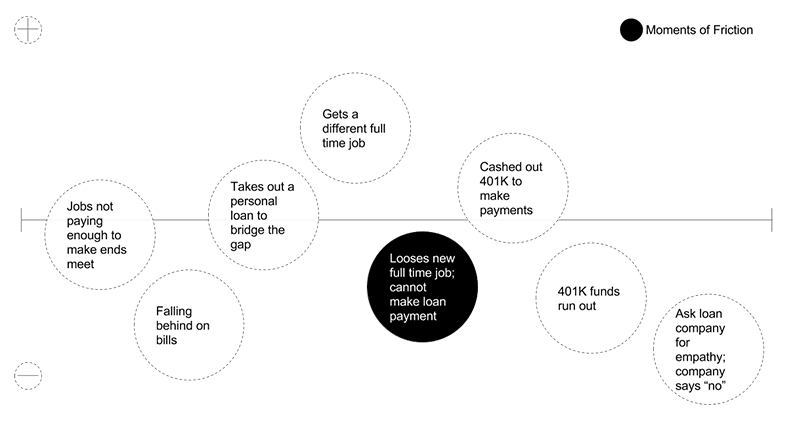 Moments of Friction
Jobs not
paying
enough to
make ends
meet
Falling
behind on
bills
Takes out a
personal
loan to
bridge the
gap
Gets a
different full
time job
Looses new
full time job;
cannot
make loan
payment
Cashed out
401K to
make
payments
401K funds
run out
Ask loan
company
for
empathy;
company
says “no”